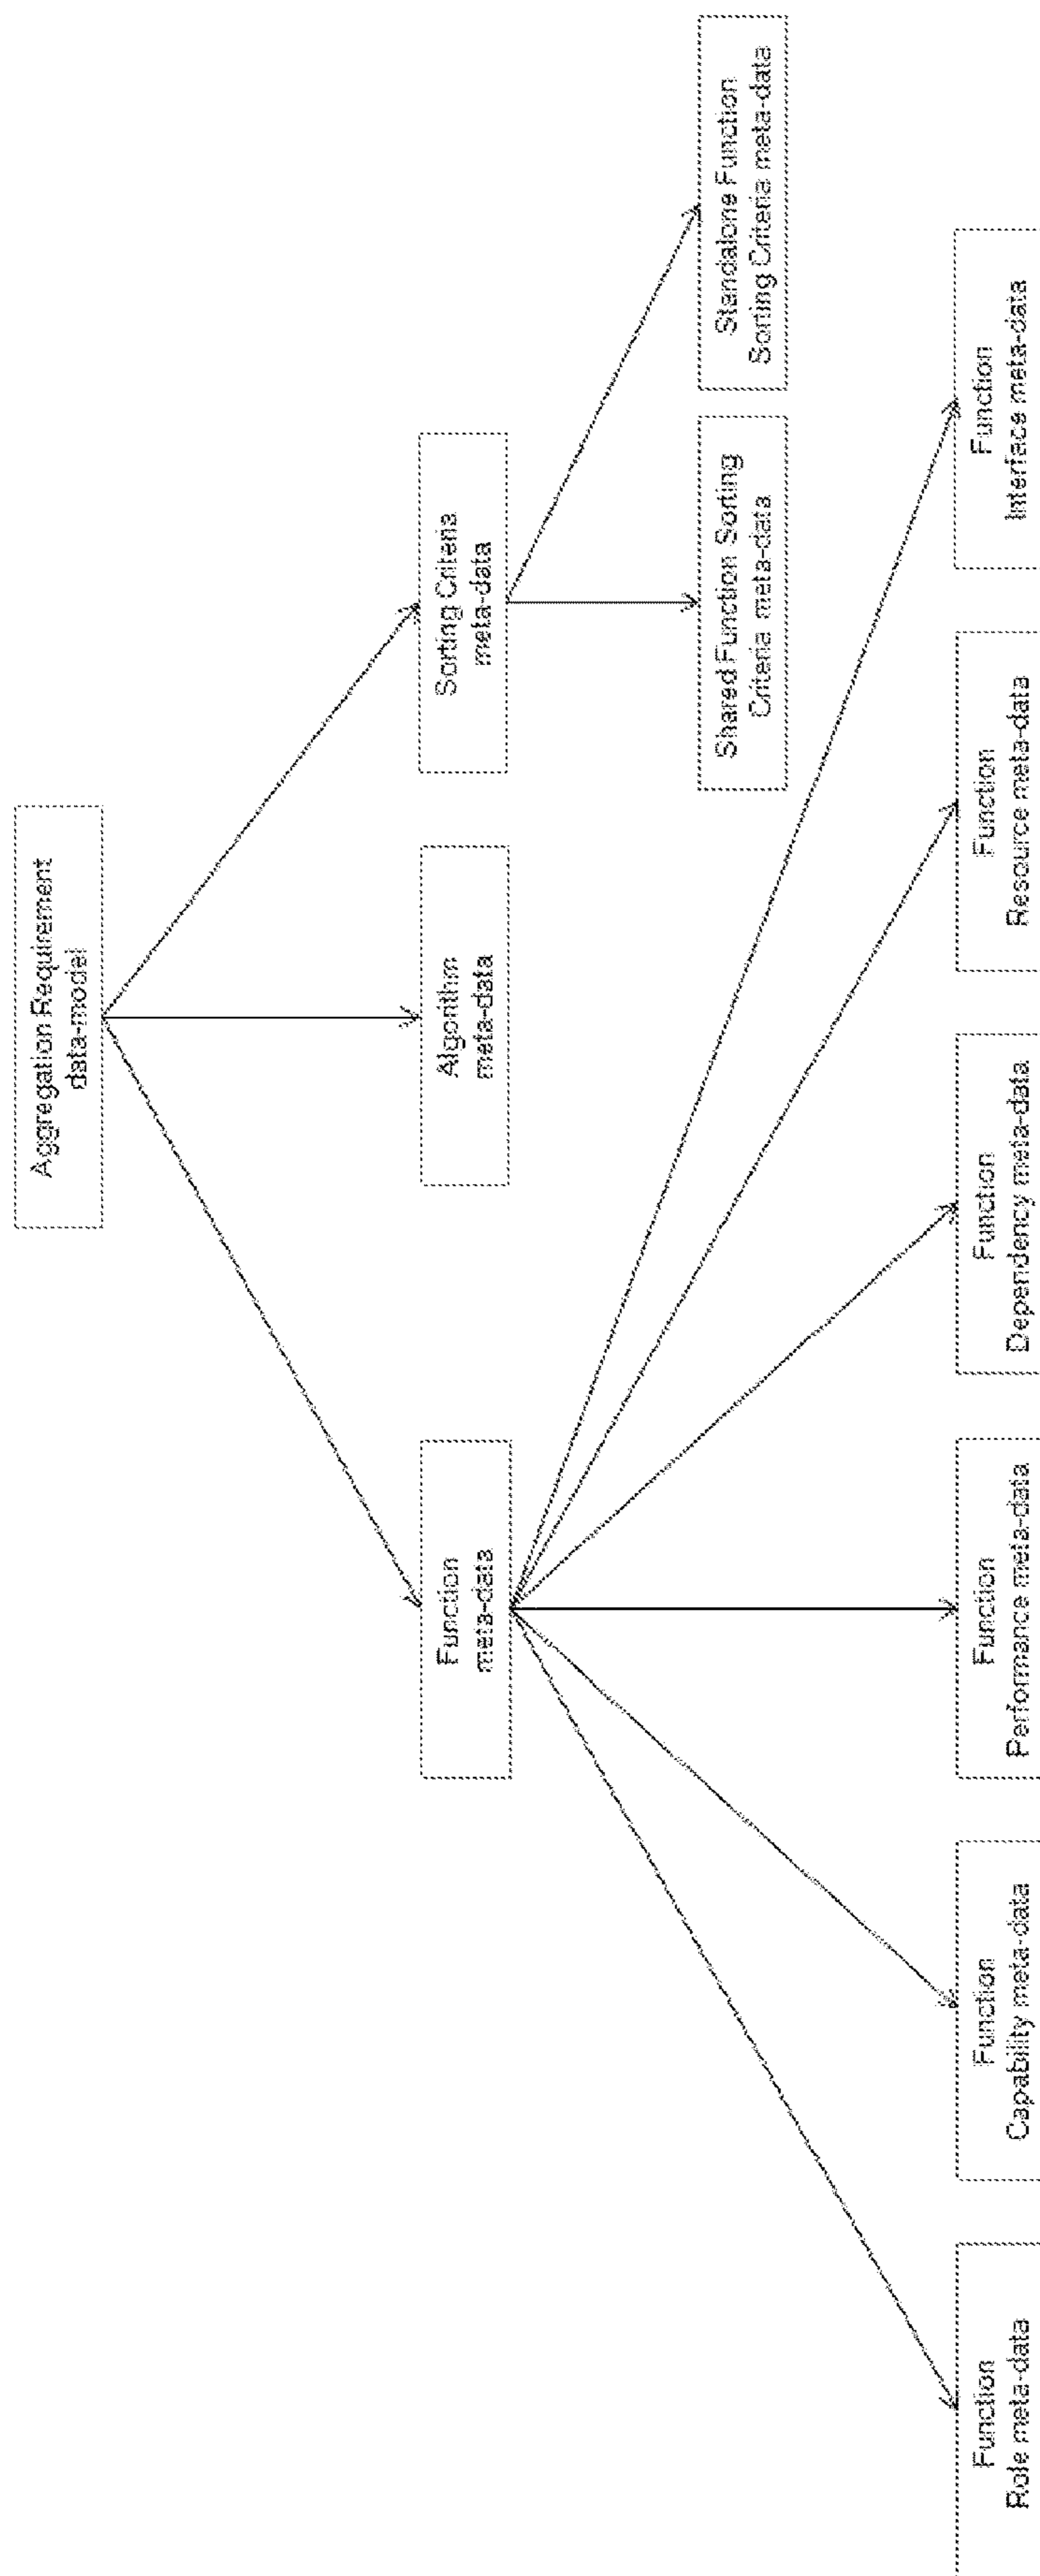 Aggregation Requirement
data-model
Function
meta-data
Algorithm
meta-data
Sorting Criteria
meta-data
Shared Function Sorting
Criteria meta-data
Standalone Function
Sorting Criteria meta-data
Function
Role meta-data
Function
Capability meta-data
Function
Performance meta-data
Function
Dependency meta-data
Function
Resource meta-data
Function
Interface meta-data